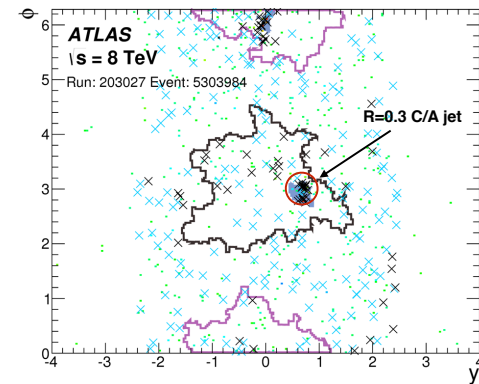 ϕ
6
ATLAS
√s = 8 TeV
Run: 203027 Event: 5303984
5
R=0.3 C/A jet
4
3
2
1
0
-4 -3 -2 -1 0 1 2 3 4
y